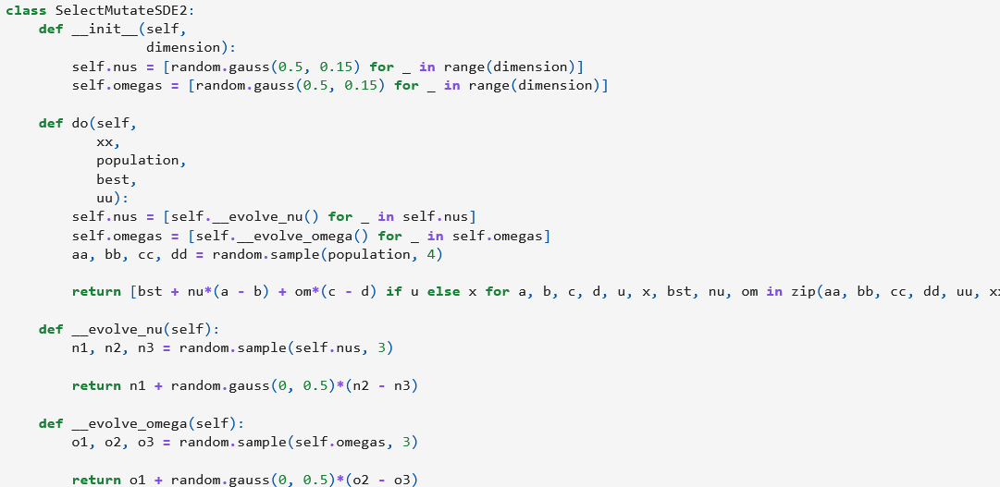 class SelectMutateSDE2:
    def __init__(self,
                 dimension):
        self.nus = [random.gauss(0.5, 0.15) for _ in range(dimension)]
        self.omegas = [random.gauss(0.5, 0.15) for _ in range(dimension)]

    def do(self,
           xx,
           population,
           best,
           uu):
        self.nus = [self.__evolve_nu() for _ in self.nus]
        self.omegas = [self.__evolve_omega() for _ in self.omegas]
        aa, bb, cc, dd = random.sample(population, 4)

        return [bst + nu*(a - b) + om*(c - d) if u else x for a, b, c, d, u, x, bst, nu, om in zip(aa, bb, cc, dd, uu,

    def __evolve_nu(self):
        n1, n2, n3 = random.sample(self.nus, 3)

        return n1 + random.gauss(0, 0.5)*(n2 - n3)

    def __evolve_omega(self):
        o1, o2, o3 = random.sample(self.omegas, 3)

        return o1 + random.gauss(0, 0.5)*(o2 - o3)